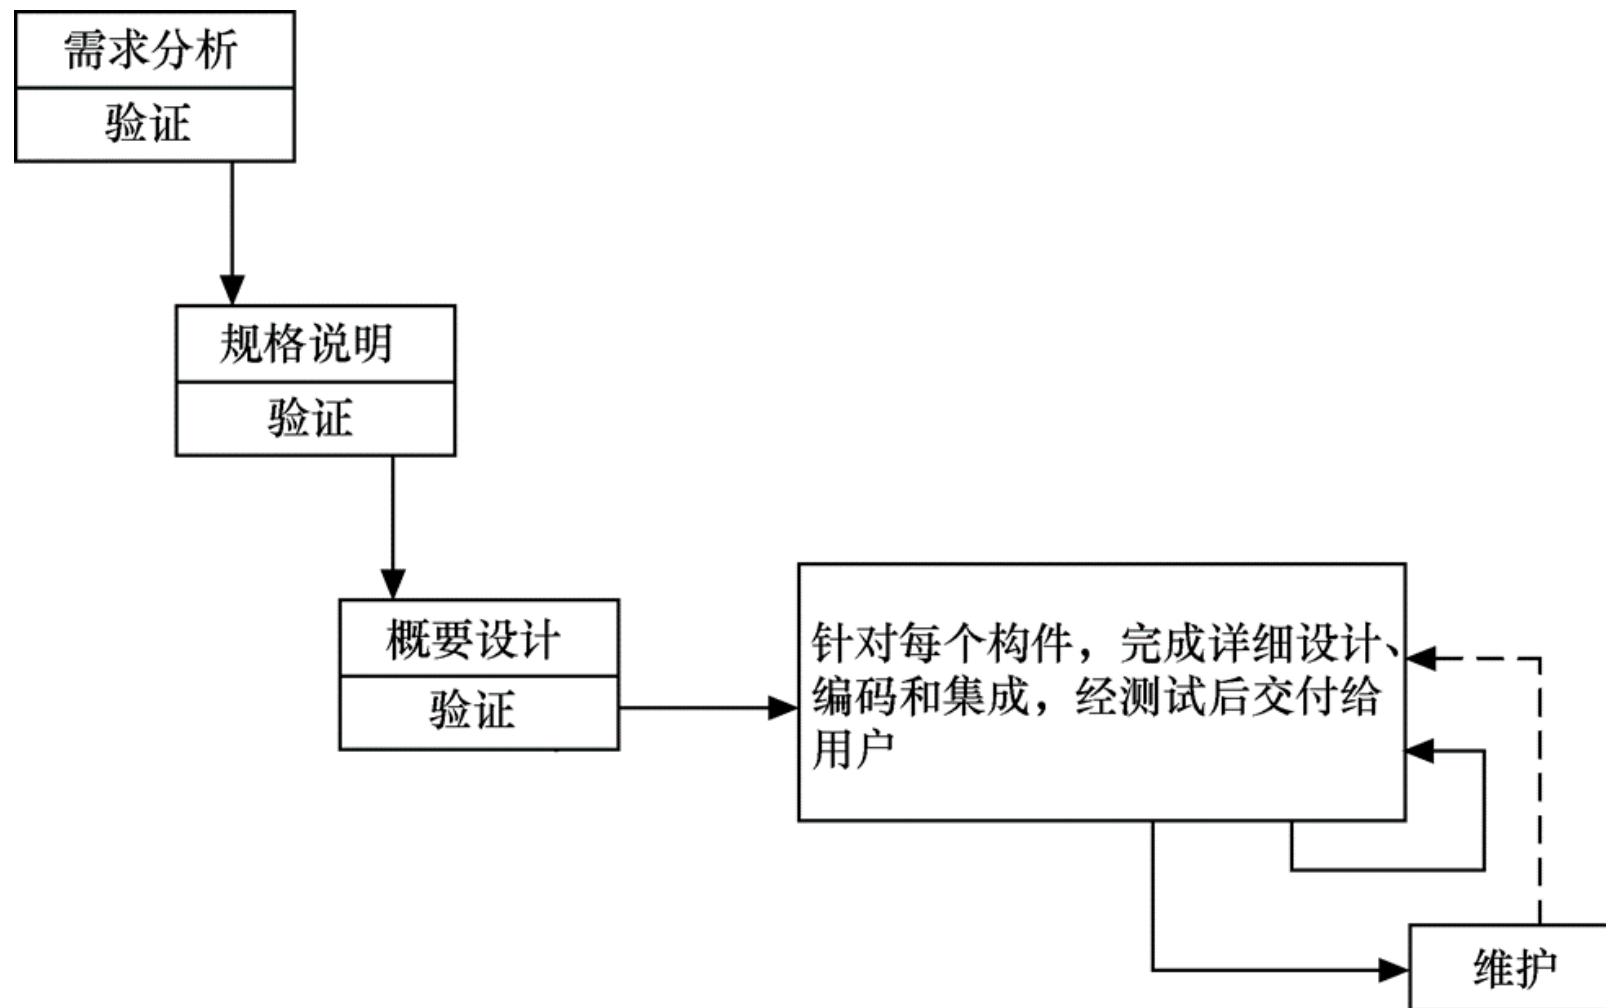 需求分析
验证
规格说明
验证
概要设计
验证
针对每个构件，完成详细设计、
编码和集成，经测试后交付给
用户
维护